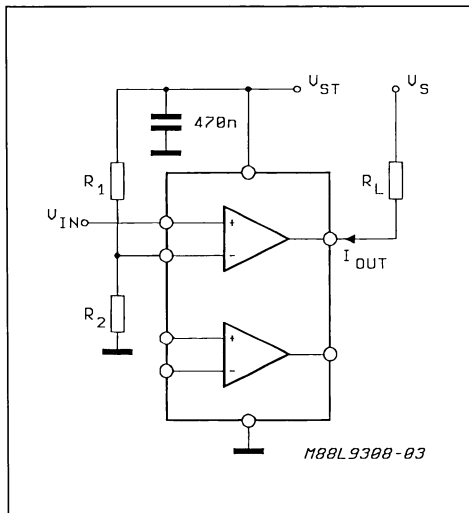 V_ST
V_S
470n
R_1
R_L
V_IN
+
I_OUT
-
R_2
+
-
M88L9308-03